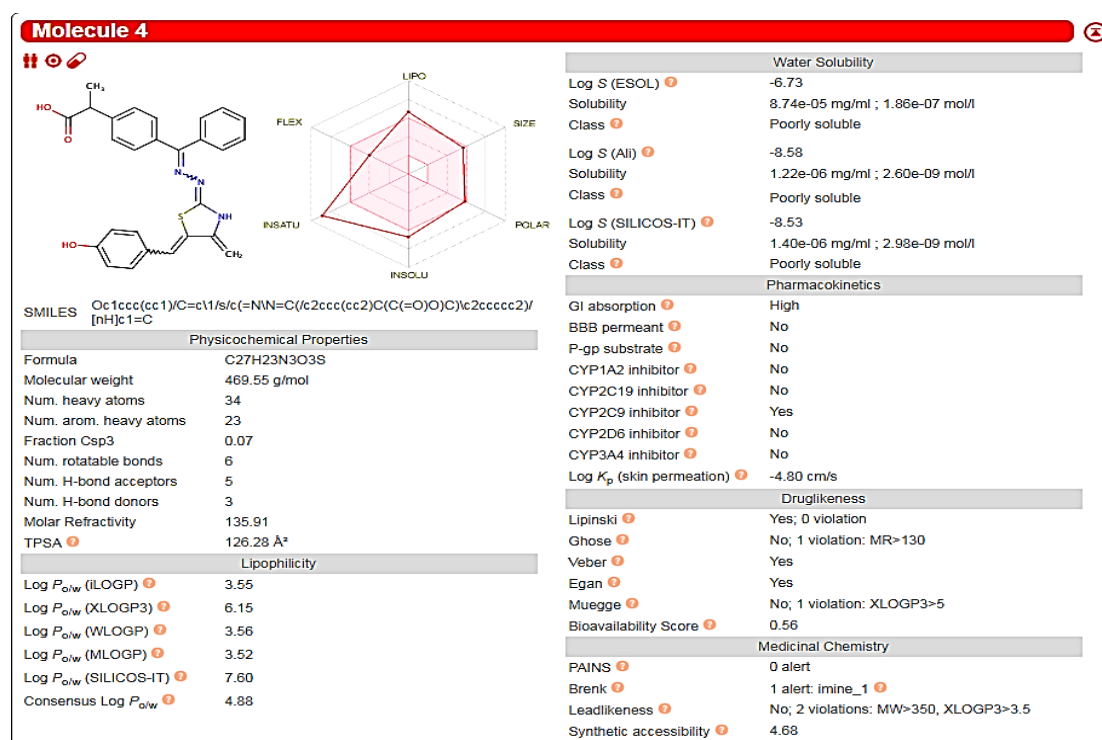 Molecule 4
CH₃
HO
O
N
N
S
NH
CH₂
HO
LIPO
FLEX
SIZE
INSATU
POLAR
INSOLU
SMILES Oc1ccc(cc1)/C=c\1/s/c(=N\N=C(/c2ccc(cc2)C(C(=O)O)C)\c2ccccc2)/
[nH]c1=C
Physicochemical Properties
Formula C27H23N3O3S
Molecular weight 469.55 g/mol
Num. heavy atoms 34
Num. arom. heavy atoms 23
Fraction Csp3 0.07
Num. rotatable bonds 6
Num. H-bond acceptors 5
Num. H-bond donors 3
Molar Refractivity 135.91
TPSA ? 126.28 Å²
Lipophilicity
Log Po/w (iLOGP) ? 3.55
Log Po/w (XLOGP3) ? 6.15
Log Po/w (WLOGP) ? 3.56
Log Po/w (MLOGP) ? 3.52
Log Po/w (SILICOS-IT) ? 7.60
Consensus Log Po/w ? 4.88
Water Solubility
Log S (ESOL) ? -6.73
Solubility 8.74e-05 mg/ml ; 1.86e-07 mol/l
Class ? Poorly soluble
Log S (Ali) ? -8.58
Solubility 1.22e-06 mg/ml ; 2.60e-09 mol/l
Class ? Poorly soluble
Log S (SILICOS-IT) ? -8.53
Solubility 1.40e-06 mg/ml ; 2.98e-09 mol/l
Class ? Poorly soluble
Pharmacokinetics
GI absorption ? High
BBB permeant ? No
P-gp substrate ? No
CYP1A2 inhibitor ? No
CYP2C19 inhibitor ? No
CYP2C9 inhibitor ? Yes
CYP2D6 inhibitor ? No
CYP3A4 inhibitor ? No
Log Kp (skin permeation) ? -4.80 cm/s
Druglikeness
Lipinski ? Yes; 0 violation
Ghose ? No; 1 violation: MR>130
Veber ? Yes
Egan ? Yes
Muegge ? No; 1 violation: XLOGP3>5
Bioavailability Score ? 0.56
Medicinal Chemistry
PAINS ? 0 alert
Brenk ? 1 alert: imine_1 ?
Leadlikeness ? No; 2 violations: MW>350, XLOGP3>3.5
Synthetic accessibility ? 4.68